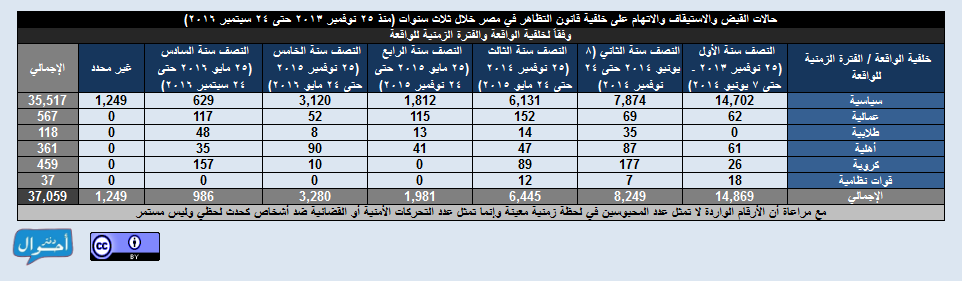 حالات القبض والاستيقاف والاتهام على خلفية قانون التظاهر في مصر خلال ثلاث سنوات (منذ ٢٥ نوفمبر ٢٠١٣ حتى ٢٤ سبتمبر ٢٠١٦)
وفقاً لخلفية الواقعة والفترة الزمنية للواقعة
خلفية الواقعة / الفترة الزمنية للواقعة | النصف سنة الأول (٢٥ نوفمبر ٢٠١٣ - حتى ٧ يونيو ٢٠١٤) | النصف سنة الثاني (٨ يونيو ٢٠١٤ حتى ٢٤ نوفمبر ٢٠١٤) | النصف سنة الثالث (٢٥ نوفمبر ٢٠١٤ حتى ٢٤ مايو ٢٠١٥) | النصف سنة الرابع (٢٥ مايو ٢٠١٥ حتى ٢٤ نوفمبر ٢٠١٥) | النصف سنة الخامس (٢٥ نوفمبر ٢٠١٥ حتى ٢٤ مايو ٢٠١٦) | النصف سنة السادس (٢٥ مايو ٢٠١٦ حتى ٢٤ سبتمبر ٢٠١٦) | غير محدد | الإجمالي
سياسية | 14,702 | 7,874 | 6,131 | 1,812 | 3,120 | 629 | 1,249 | 35,517
عمالية | 62 | 69 | 152 | 115 | 52 | 117 | 0 | 567
طلابية | 0 | 35 | 14 | 13 | 8 | 48 | 0 | 118
أهلية | 61 | 87 | 47 | 41 | 90 | 35 | 0 | 361
كروية | 26 | 177 | 89 | 0 | 10 | 157 | 0 | 459
قوات نظامية | 18 | 7 | 12 | 0 | 0 | 0 | 0 | 37
الإجمالي | 14,869 | 8,249 | 6,445 | 1,981 | 3,280 | 986 | 1,249 | 37,059
مع مراعاة أن الأرقام الواردة لا تمثل عدد المحبوسين في لحظة زمنية معينة وإنما تمثل عدد التحركات الأمنية أو القضائية ضد أشخاص كحدث لحظي وليس مستمر
دفتر أحوال
cc BY